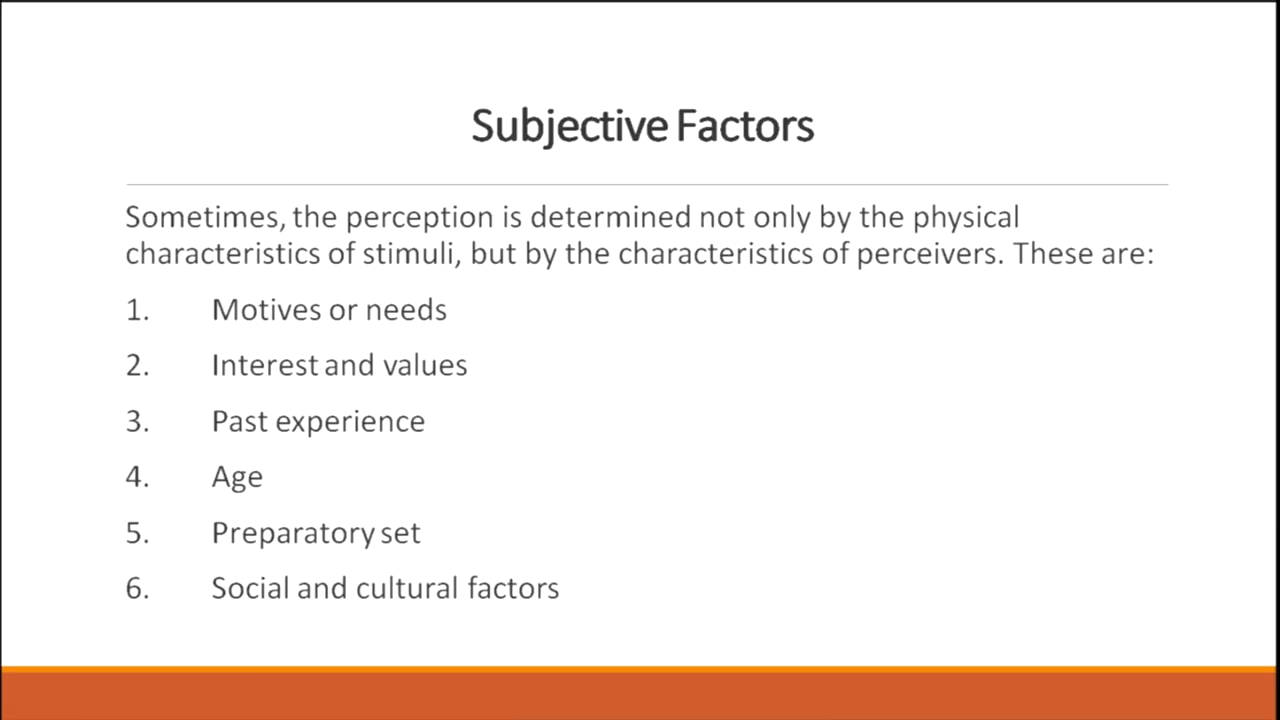 Subjective Factors
Sometimes, the perception is determined not only by the physical
characteristics of stimuli, but by the characteristics of perceivers. These are:
1. Motives or needs
2. Interest and values
3. Past experience
4. Age
5. Preparatory set
6. Social and cultural factors